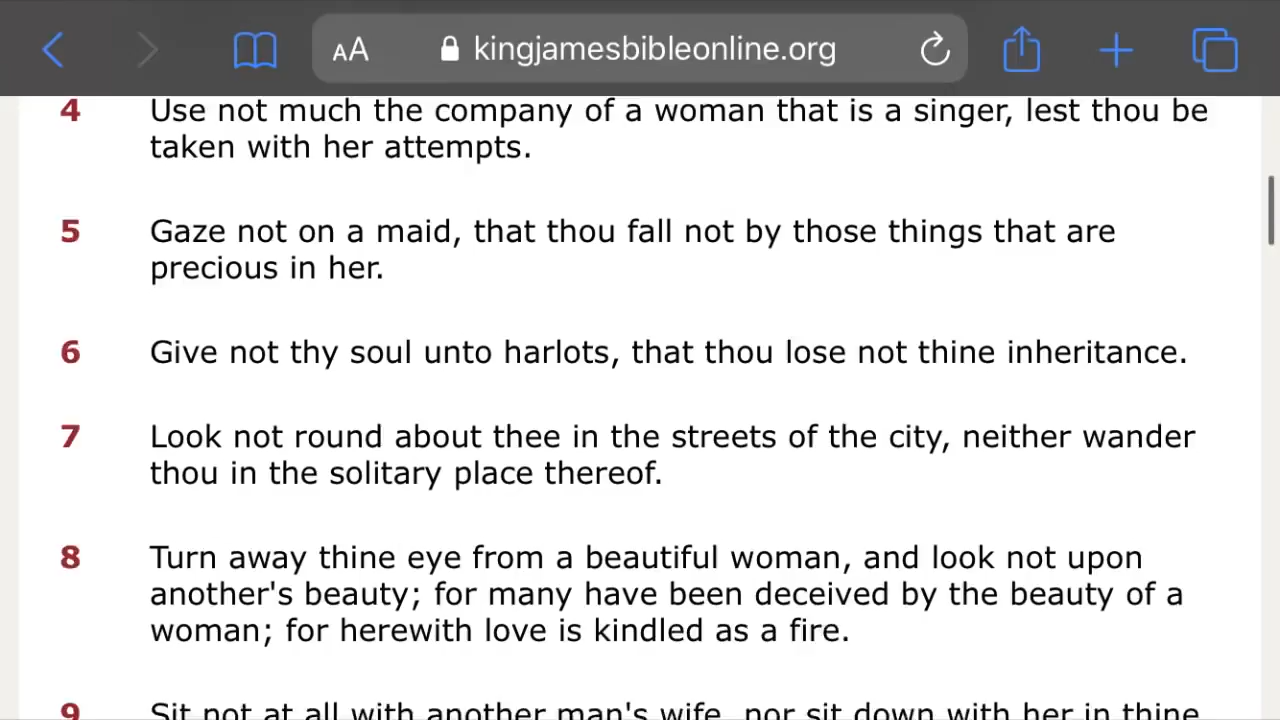 AA kingjamesbibleonline.org
4 Use not much the company of a woman that is a singer, lest thou be
taken with her attempts.
5 Gaze not on a maid, that thou fall not by those things that are
precious in her.
6 Give not thy soul unto harlots, that thou lose not thine inheritance.
7 Look not round about thee in the streets of the city, neither wander
thou in the solitary place thereof.
8 Turn away thine eye from a beautiful woman, and look not upon
another's beauty; for many have been deceived by the beauty of a
woman; for herewith love is kindled as a fire.
9 Sit not at all with another man's wife, nor sit down with her in thine